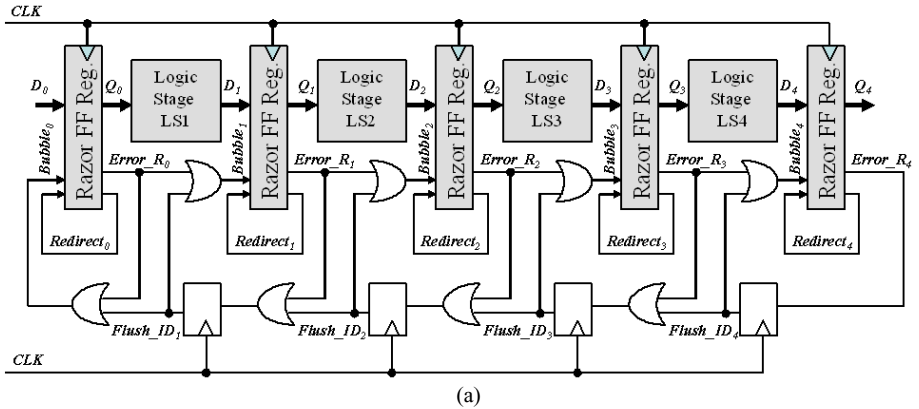 CLK
D0 Q0 Logic Stage LS1 D1 Q1 Logic Stage LS2 D2 Q2 Logic Stage LS3 D3 Q3 Logic Stage LS4 D4 Q4
Razor FF Reg. Razor FF Reg. Razor FF Reg. Razor FF Reg. Razor FF Reg.
Bubble0 Bubble1 Bubble2 Bubble3 Bubble4
Error_R0 Error_R1 Error_R2 Error_R3 Error_R4
Redirect0 Redirect1 Redirect2 Redirect3 Redirect4
Flush_ID1 Flush_ID2 Flush_ID3 Flush_ID4
CLK
(a)